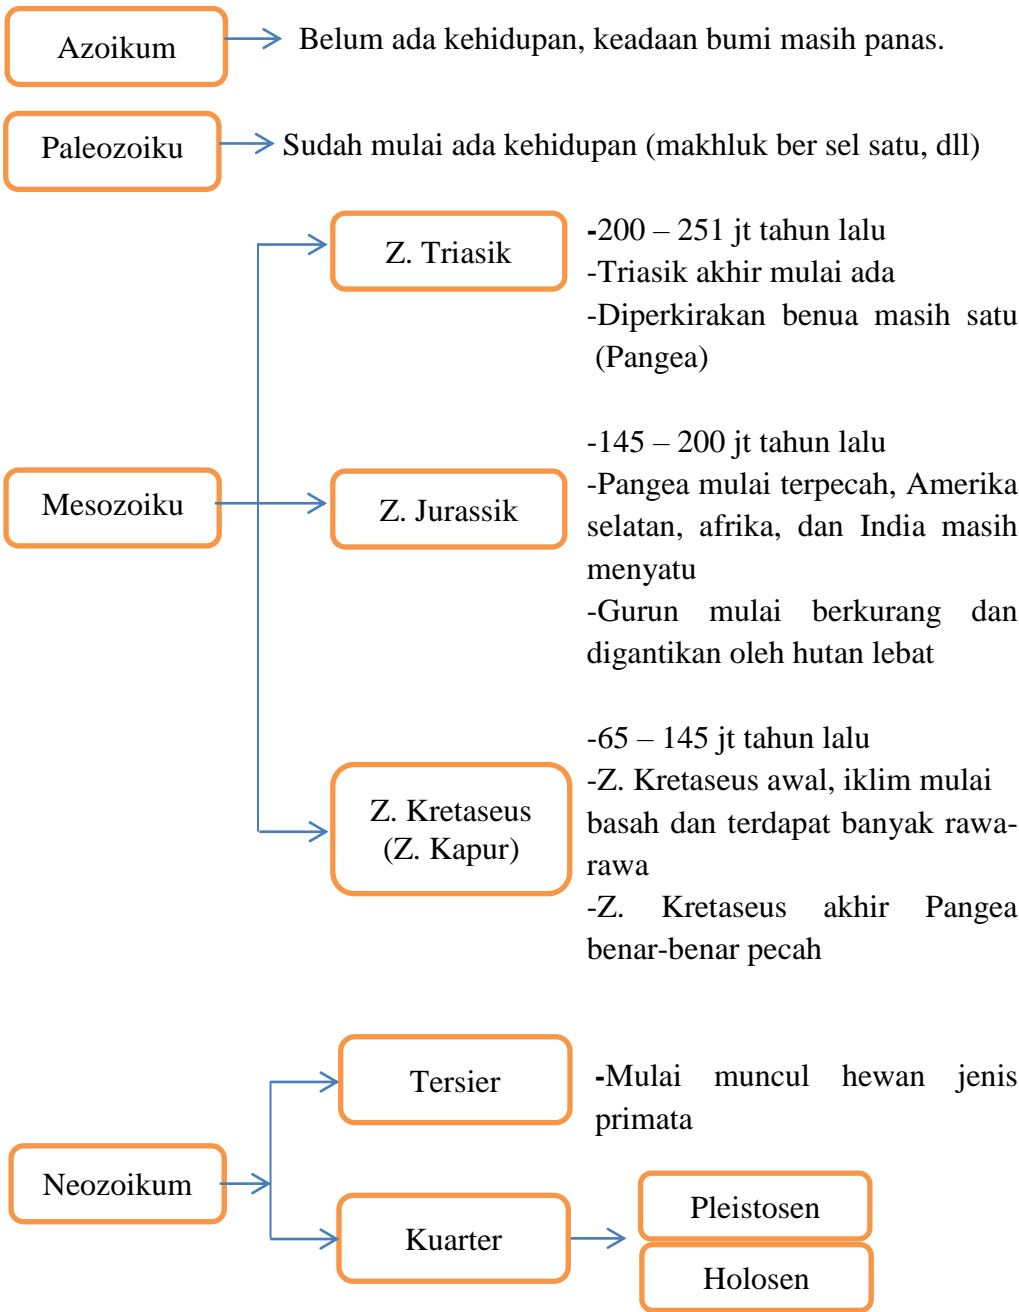 Azoikum
Belum ada kehidupan, keadaan bumi masih panas.
Paleozoiku
Sudah mulai ada kehidupan (makhluk ber sel satu, dll)
Mesozoiku
Z. Triasik
-200 – 251 jt tahun lalu
-Triasik akhir mulai ada
-Diperkirakan benua masih satu
(Pangea)
Z. Jurassik
-145 – 200 jt tahun lalu
-Pangea mulai terpecah, Amerika
selatan, afrika, dan India masih
menyatu
-Gurun mulai berkurang dan
digantikan oleh hutan lebat
Z. Kretaseus
(Z. Kapur)
-65 – 145 jt tahun lalu
-Z. Kretaseus awal, iklim mulai
basah dan terdapat banyak rawa-
rawa
-Z. Kretaseus akhir Pangea
benar-benar pecah
Neozoikum
Tersier
-Mulai muncul hewan jenis
primata
Kuarter
Pleistosen
Holosen